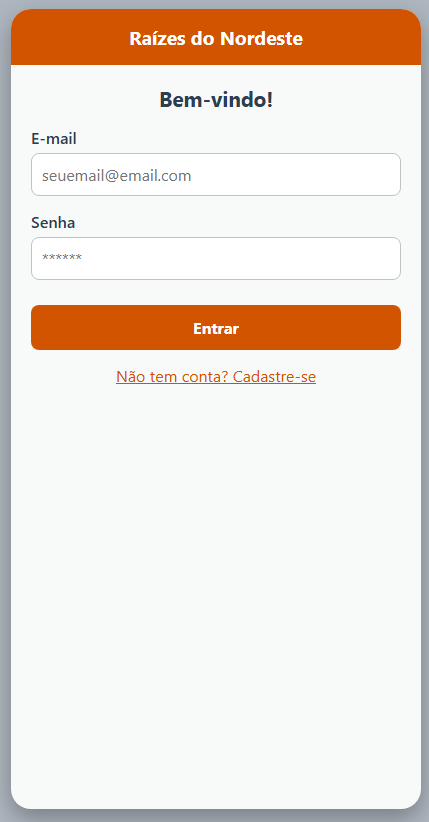 Raízes do Nordeste
Bem-vindo!
E-mail
seuemail@email.com
Senha
******
Entrar
Não tem conta? Cadastre-se